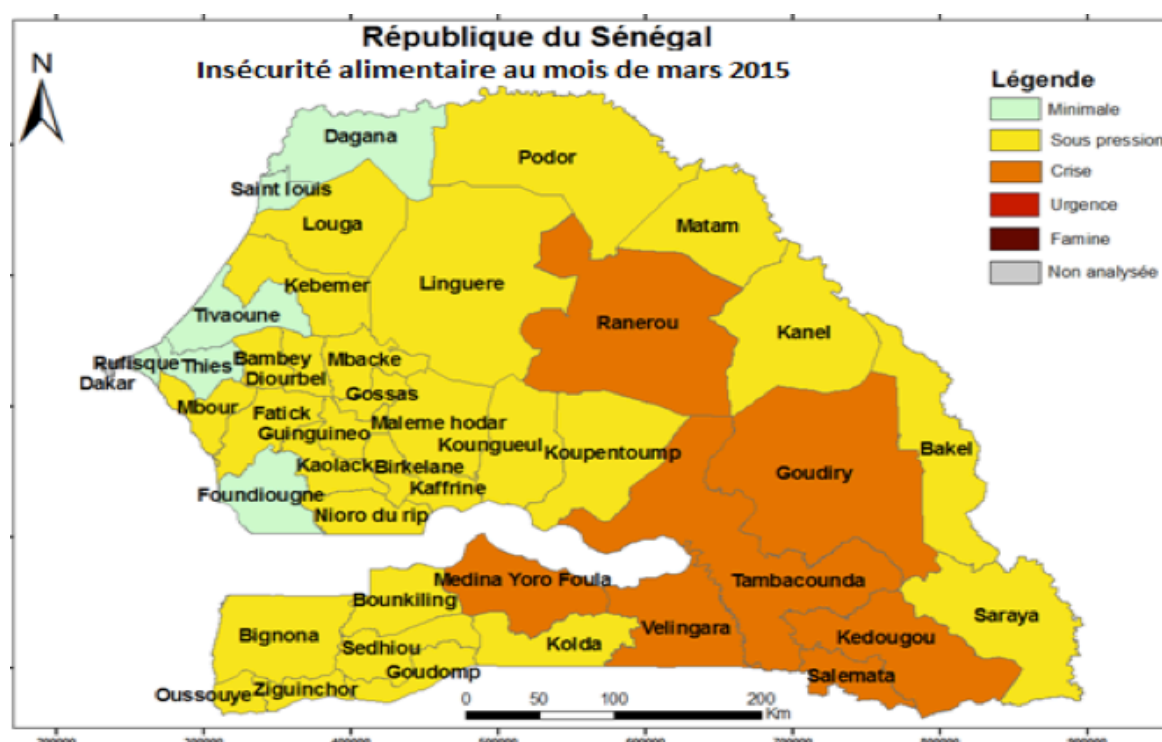 République du Sénégal
Insécurité alimentaire au mois de mars 2015
N
Légende
Minimale
Sous pression
Crise
Urgence
Famine
Non analysée
Dagana
Podor
Saint louis
Louga
Matam
Kebemer
Linguere
Tivaoune
Ranerou
Kanel
Rufisque
Thies
Bambey
Mbacke
Dakar
Diourbel
Gossas
Mbour
Fatick
Maleme hodar
Guinguineo
Koungueul
Koupentoump
Bakel
Kaolack
Birkelane
Goudiry
Foundiougne
Kaffrine
Nioro du rip
Medina Yoro Foula
Tambacounda
Bounkiling
Saraya
Bignona
Velingara
Kedougou
Sedhiou
Kolda
Goudomp
Salemata
Oussouye
Ziguinchor
0 50 100 200
Km